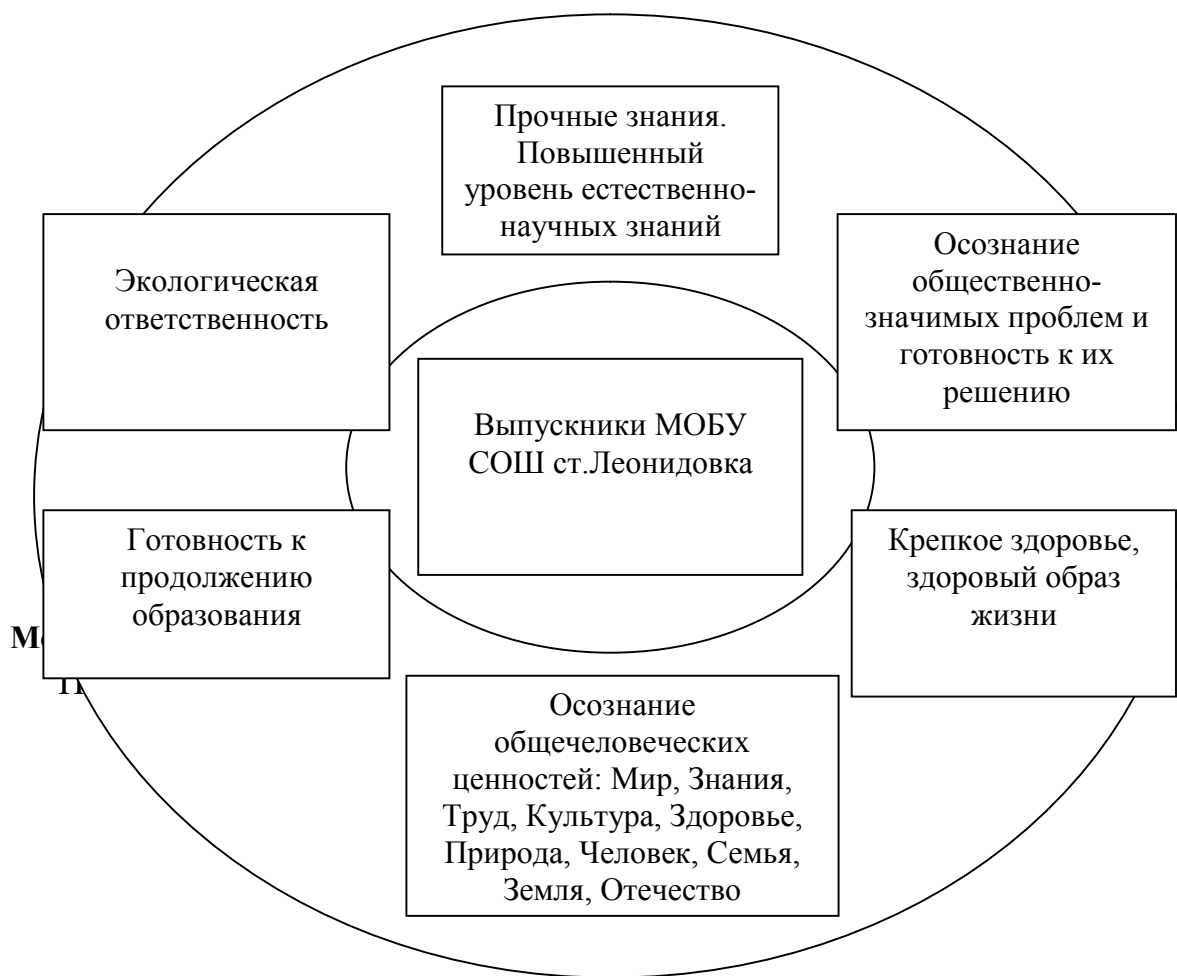 Прочные знания.
Повышенный
уровень естественно-
научных знаний
Экологическая
ответственность
Осознание
общественно-
значимых проблем и
готовность к их
решению
Выпускники МОБУ
СОШ ст.Леонидовка
Готовность к
продолжению
образования
Крепкое здоровье,
здоровый образ
жизни
Осознание
общечеловеческих
ценностей: Мир, Знания,
Труд, Культура, Здоровье,
Природа, Человек, Семья,
Земля, Отечество